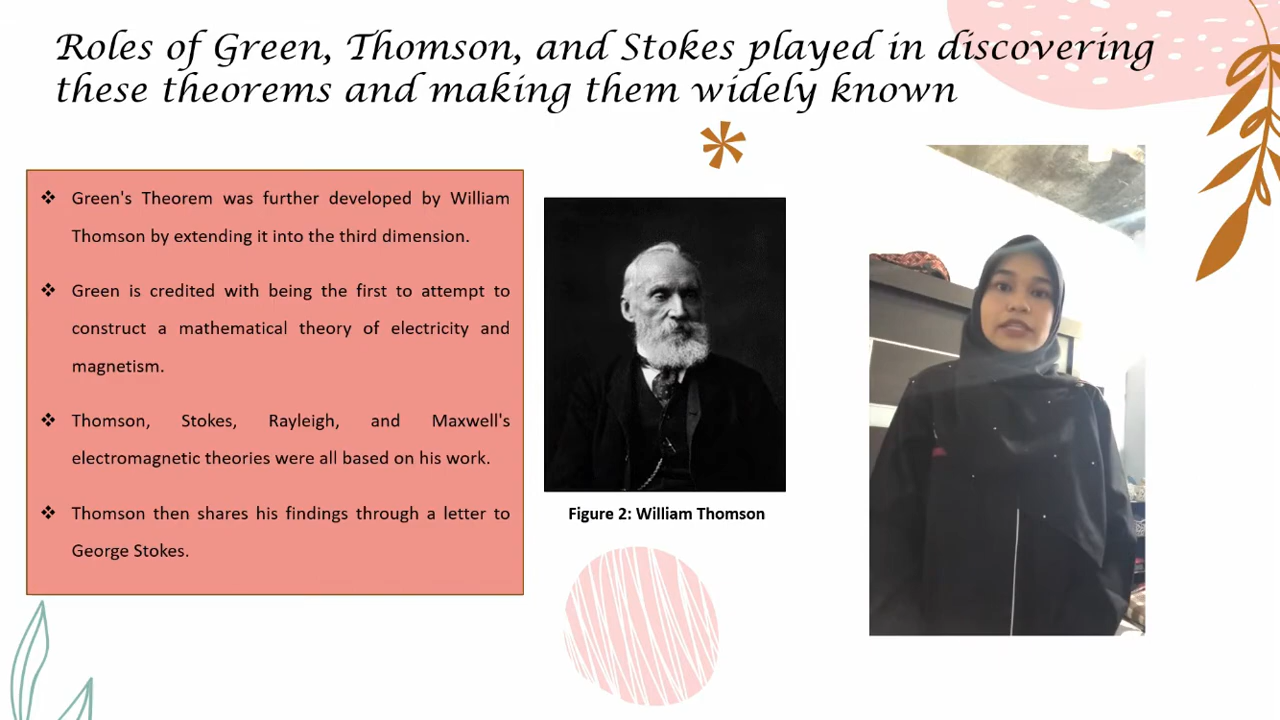 Roles of Green, Thomson, and Stokes played in discovering
these theorems and making them widely known
❖ Green's Theorem was further developed by William
Thomson by extending it into the third dimension.
❖ Green is credited with being the first to attempt to
construct a mathematical theory of electricity and
magnetism.
❖ Thomson, Stokes, Rayleigh, and Maxwell's
electromagnetic theories were all based on his work.
❖ Thomson then shares his findings through a letter to
George Stokes.
Figure 2: William Thomson